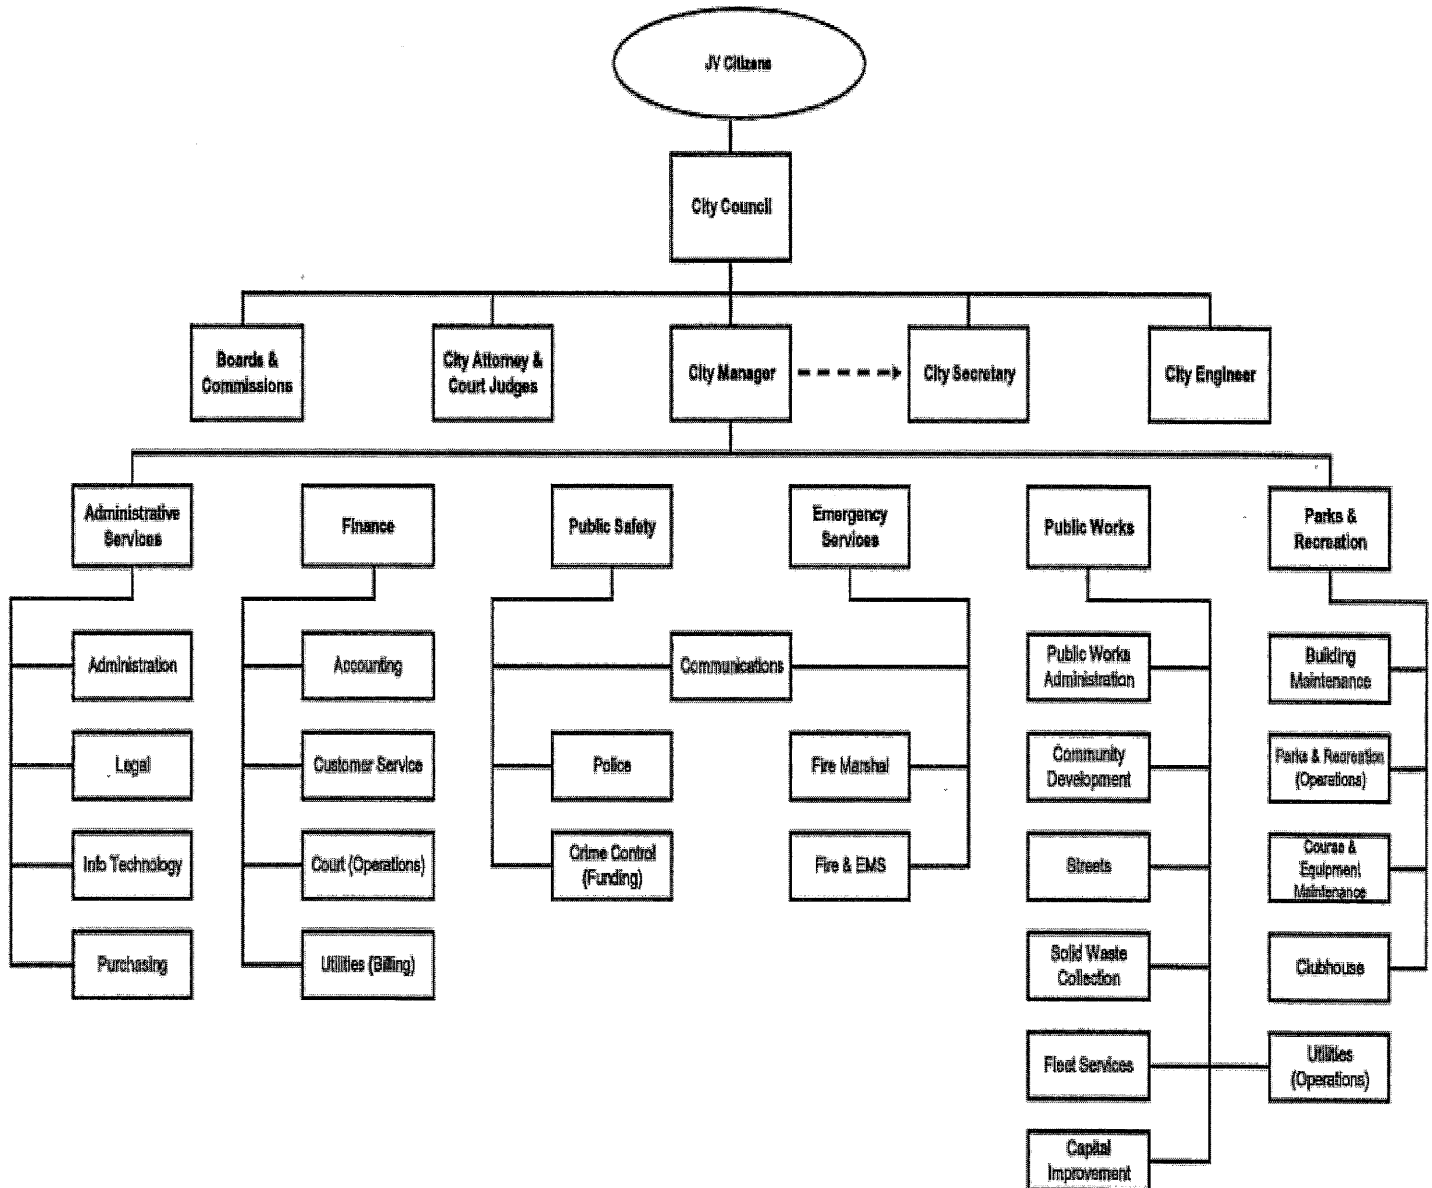 JV Citizens
City Council
Boards &
Commissions
City Attorney &
Court Judges
City Manager
City Secretary
City Engineer
Administrative
Services
Finance
Public Safety
Emergency
Services
Public Works
Parks &
Recreation
Administration
Accounting
Communications
Public Works
Administration
Building
Maintenance
Legal
Customer Service
Police
Fire Marshal
Community
Development
Parks & Recreation
(Operations)
Info Technology
Court (Operations)
Crime Control
(Funding)
Fire & EMS
Streets
Course &
Equipment
Maintenance
Purchasing
Utilities (Billing)
Solid Waste
Collection
Clubhouse
Fleet Services
Utilities
(Operations)
Capital
Improvement